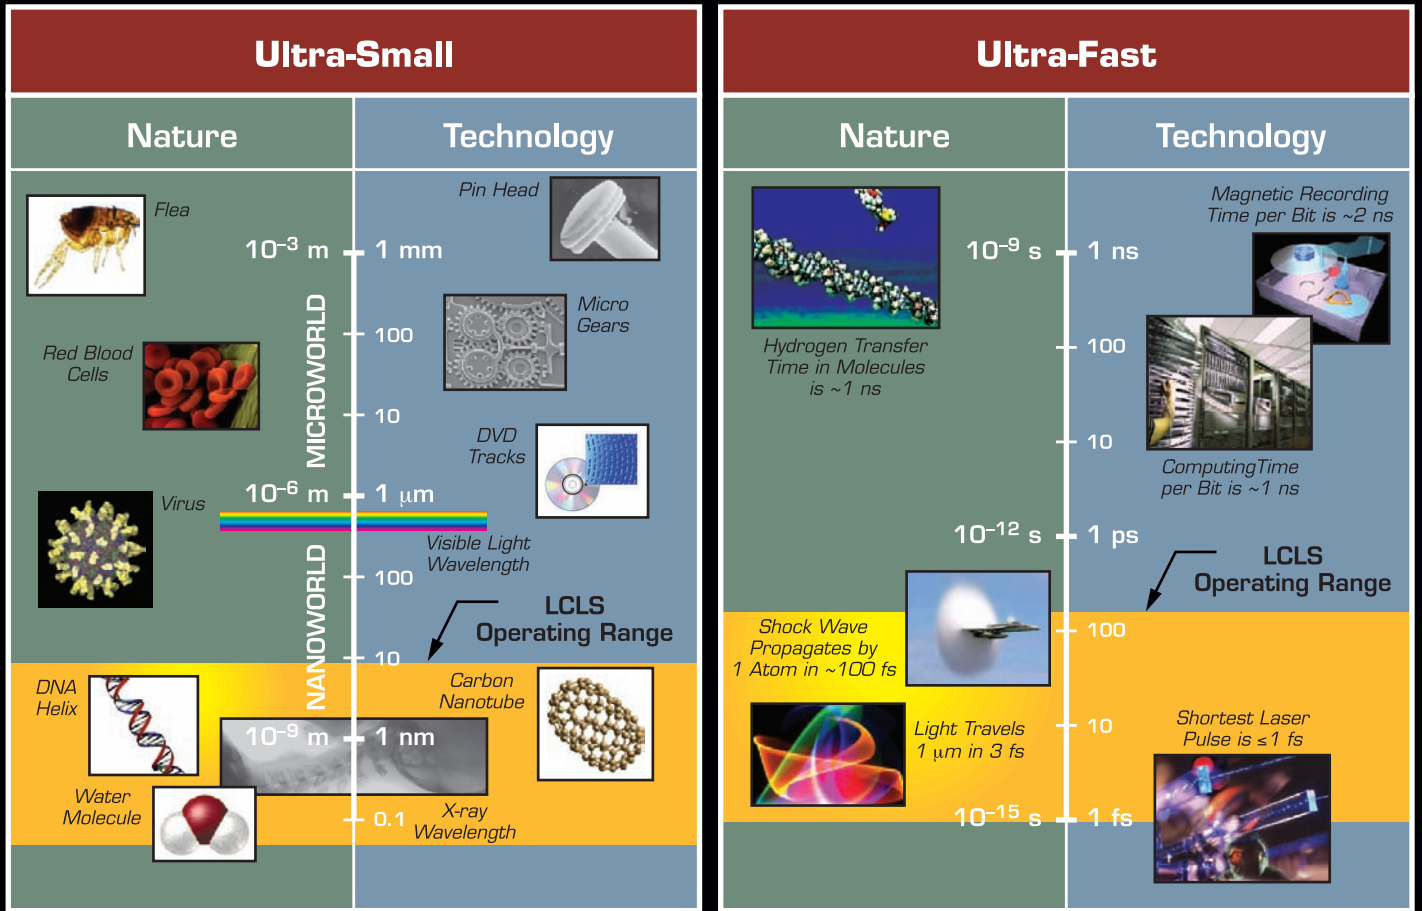 Ultra-Small
Nature
Technology
Flea
Pin Head
10⁻³ m
1 mm
Micro
Gears
100
MICROWORLD
Red Blood
Cells
10
DVD
Tracks
10⁻⁶ m
1 μm
Virus
Visible Light
Wavelength
NANOWORLD
100
LCLS
Operating Range
10
DNA
Helix
Carbon
Nanotube
10⁻⁹ m
1 nm
Water
Molecule
X-ray
Wavelength
0.1
Ultra-Fast
Nature
Technology
Magnetic Recording
Time per Bit is ~2 ns
10⁻⁹ s
1 ns
Hydrogen Transfer
Time in Molecules
is ~1 ns
100
10
ComputingTime
per Bit is ~1 ns
10⁻¹² s
1 ps
LCLS
Operating Range
Shock Wave
Propagates by
1 Atom in ~100 fs
100
Light Travels
1 μm in 3 fs
10
Shortest Laser
Pulse is ≤1 fs
10⁻¹⁵ s
1 fs